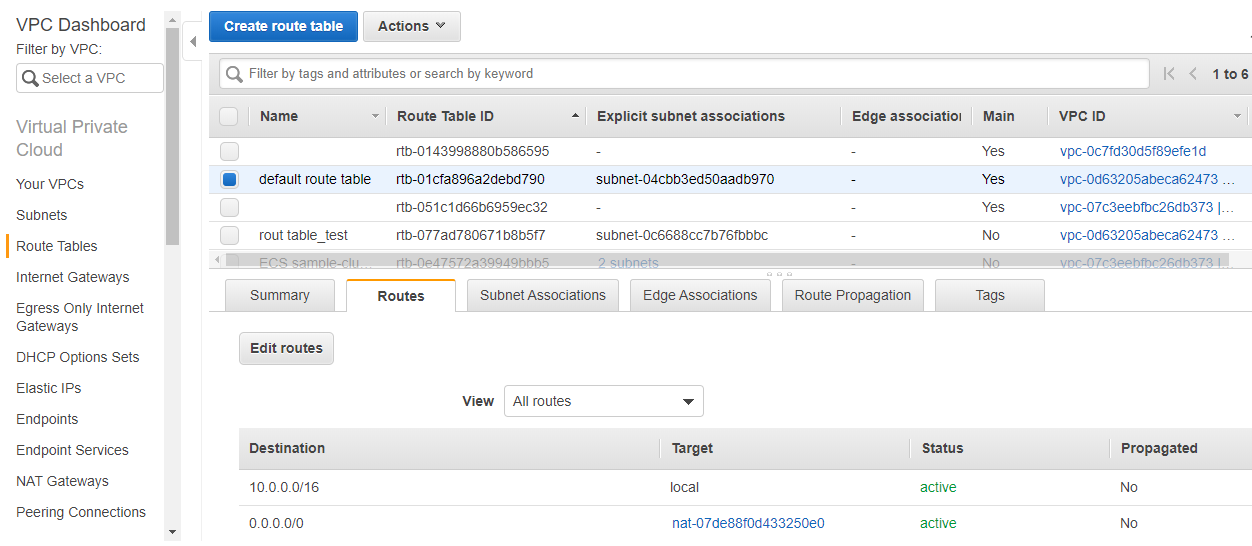 VPC Dashboard
Filter by VPC:
Select a VPC
Virtual Private
Cloud
Your VPCs
Subnets
Route Tables
Internet Gateways
Egress Only Internet
Gateways
DHCP Options Sets
Elastic IPs
Endpoints
Endpoint Services
NAT Gateways
Peering Connections
Create route table Actions
Filter by tags and attributes or search by keyword 1 to 6
Name Route Table ID Explicit subnet associations Edge association Main VPC ID
rtb-0143998880b586595 - - Yes vpc-0c7fd30d5f89efe1d
default route table rtb-01cfa896a2debd790 subnet-04cbb3ed50aadb970 - Yes vpc-0d63205abeca62473 ...
rtb-051c1d66b6959ec32 - - Yes vpc-07c3eebfbc26db373 |...
rout table_test rtb-077ad780671b8b5f7 subnet-0c6688cc7b76fbbbc - No vpc-0d63205abeca62473 ...
ECS sample-clu... rtb-0e47572a39949bbb5 2 subnets - No vpc-07c3eebfbc26db373 |...
Summary Routes Subnet Associations Edge Associations Route Propagation Tags
Edit routes
View All routes
Destination Target Status Propagated
10.0.0.0/16 local active No
0.0.0.0/0 nat-07de88f0d433250e0 active No